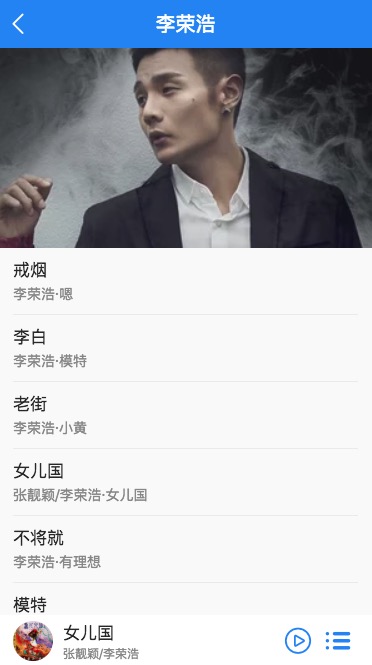 李荣浩
戒烟
李荣浩·嗯
李白
李荣浩·模特
老街
李荣浩·小黄
女儿国
张靓颖/李荣浩·女儿国
不将就
李荣浩·有理想
模特
女儿国
张靓颖/李荣浩